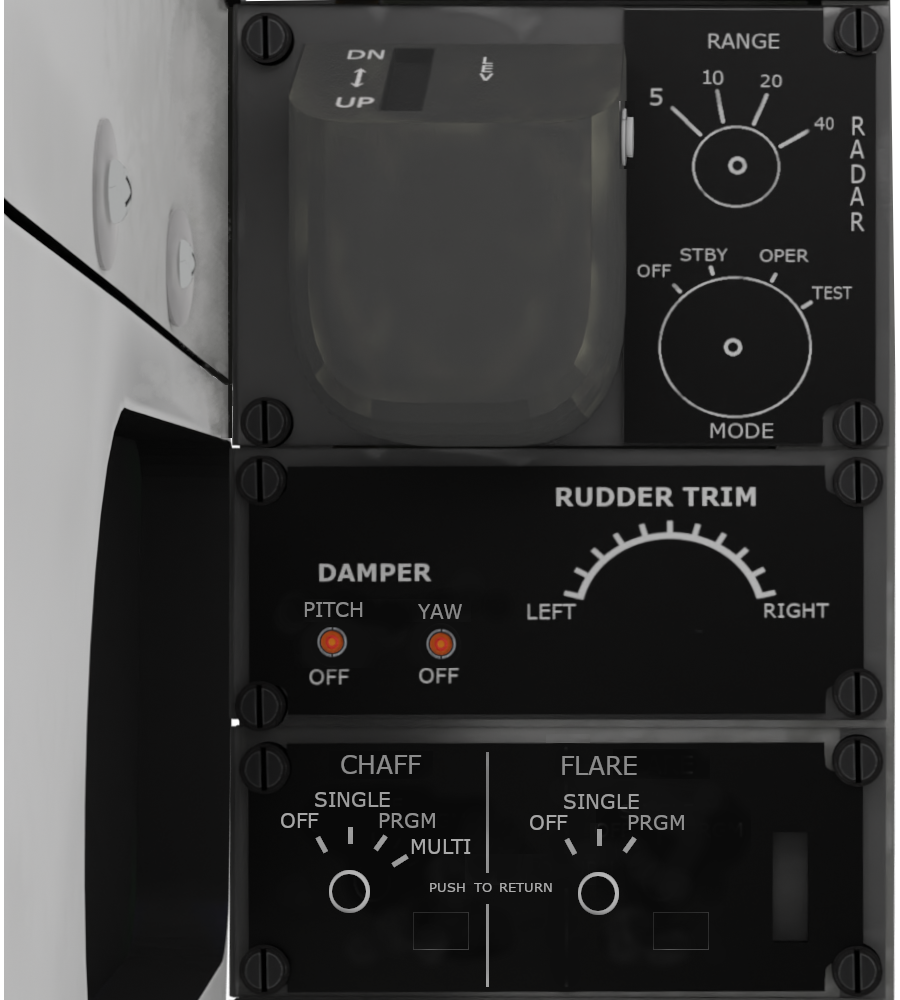 DN
↕
UP
ELEV
RANGE
5 10 20 40
RADAR
OFF STBY OPER TEST
MODE
RUDDER TRIM
LEFT RIGHT
DAMPER
PITCH YAW
OFF OFF
CHAFF FLARE
SINGLE SINGLE
OFF PRGM OFF PRGM
MULTI
PUSH TO RETURN